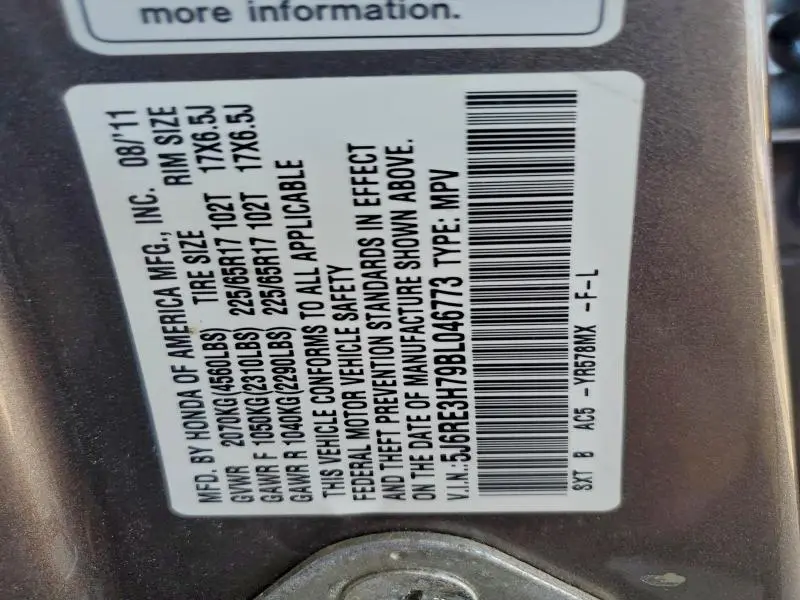 more information.
MFD. BY HONDA OF AMERICA MFG., INC. 08/'11
GVWR 2070KG(4560LBS) TIRE SIZE RIM SIZE
GAWR F 1050KG(2310LBS) 225/65R17 102T 17X6.5J
GAWR R 1040KG(2290LBS) 225/65R17 102T 17X6.5J
THIS VEHICLE CONFORMS TO ALL APPLICABLE
FEDERAL MOTOR VEHICLE SAFETY
AND THEFT PREVENTION STANDARDS IN EFFECT
ON THE DATE OF MANUFACTURE SHOWN ABOVE.
V.I.N.:5J6RE3H79BL046773 TYPE: MPV
SXT B AC5 -YR578MX -F-L